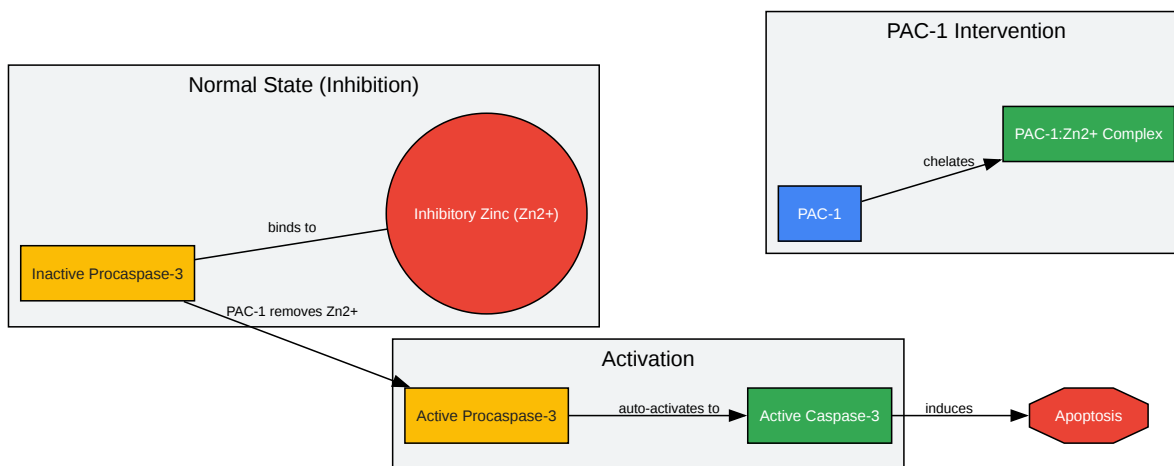 PAC-1 Intervention
Normal State (Inhibition)
PAC-1:Zn2+ Complex
chelates
PAC-1
Inhibitory Zinc (Zn2+)
binds to
Inactive Procaspase-3
PAC-1 removes Zn2+
Activation
Active Procaspase-3
auto-activates to
Active Caspase-3
induces
Apoptosis